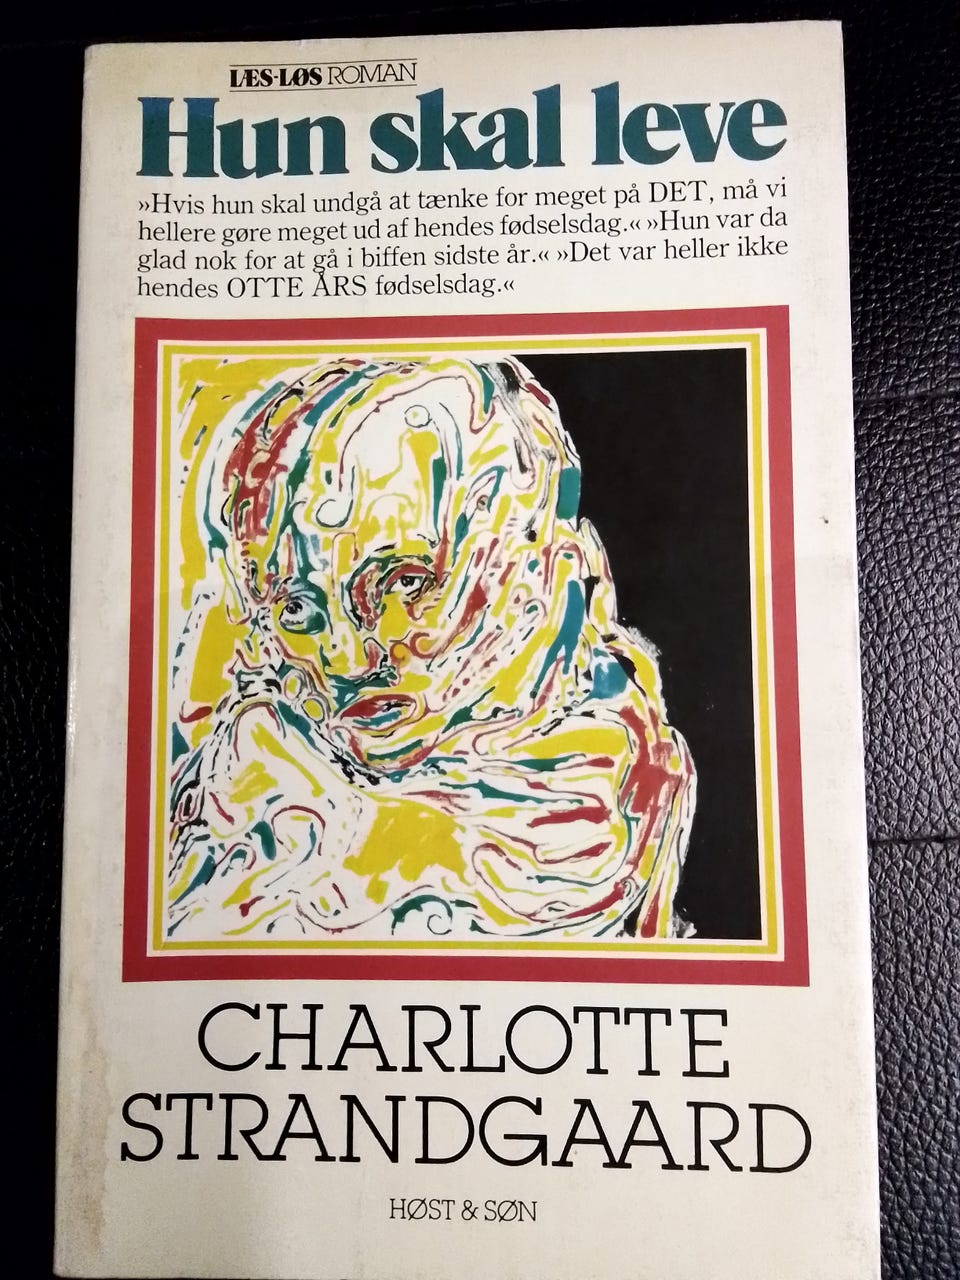 LÆS-LØS ROMAN
Hun skal leve
»Hvis hun skal undgå at tænke for meget på DET, må vi
hellere gøre meget ud af hendes fødselsdag.« »Hun var da
glad nok for at gå i biffen sidste år.« »Det var heller ikke
hendes OTTE ÅRS fødselsdag.«
CHARLOTTE
STRANDGAARD
HØST & SØN